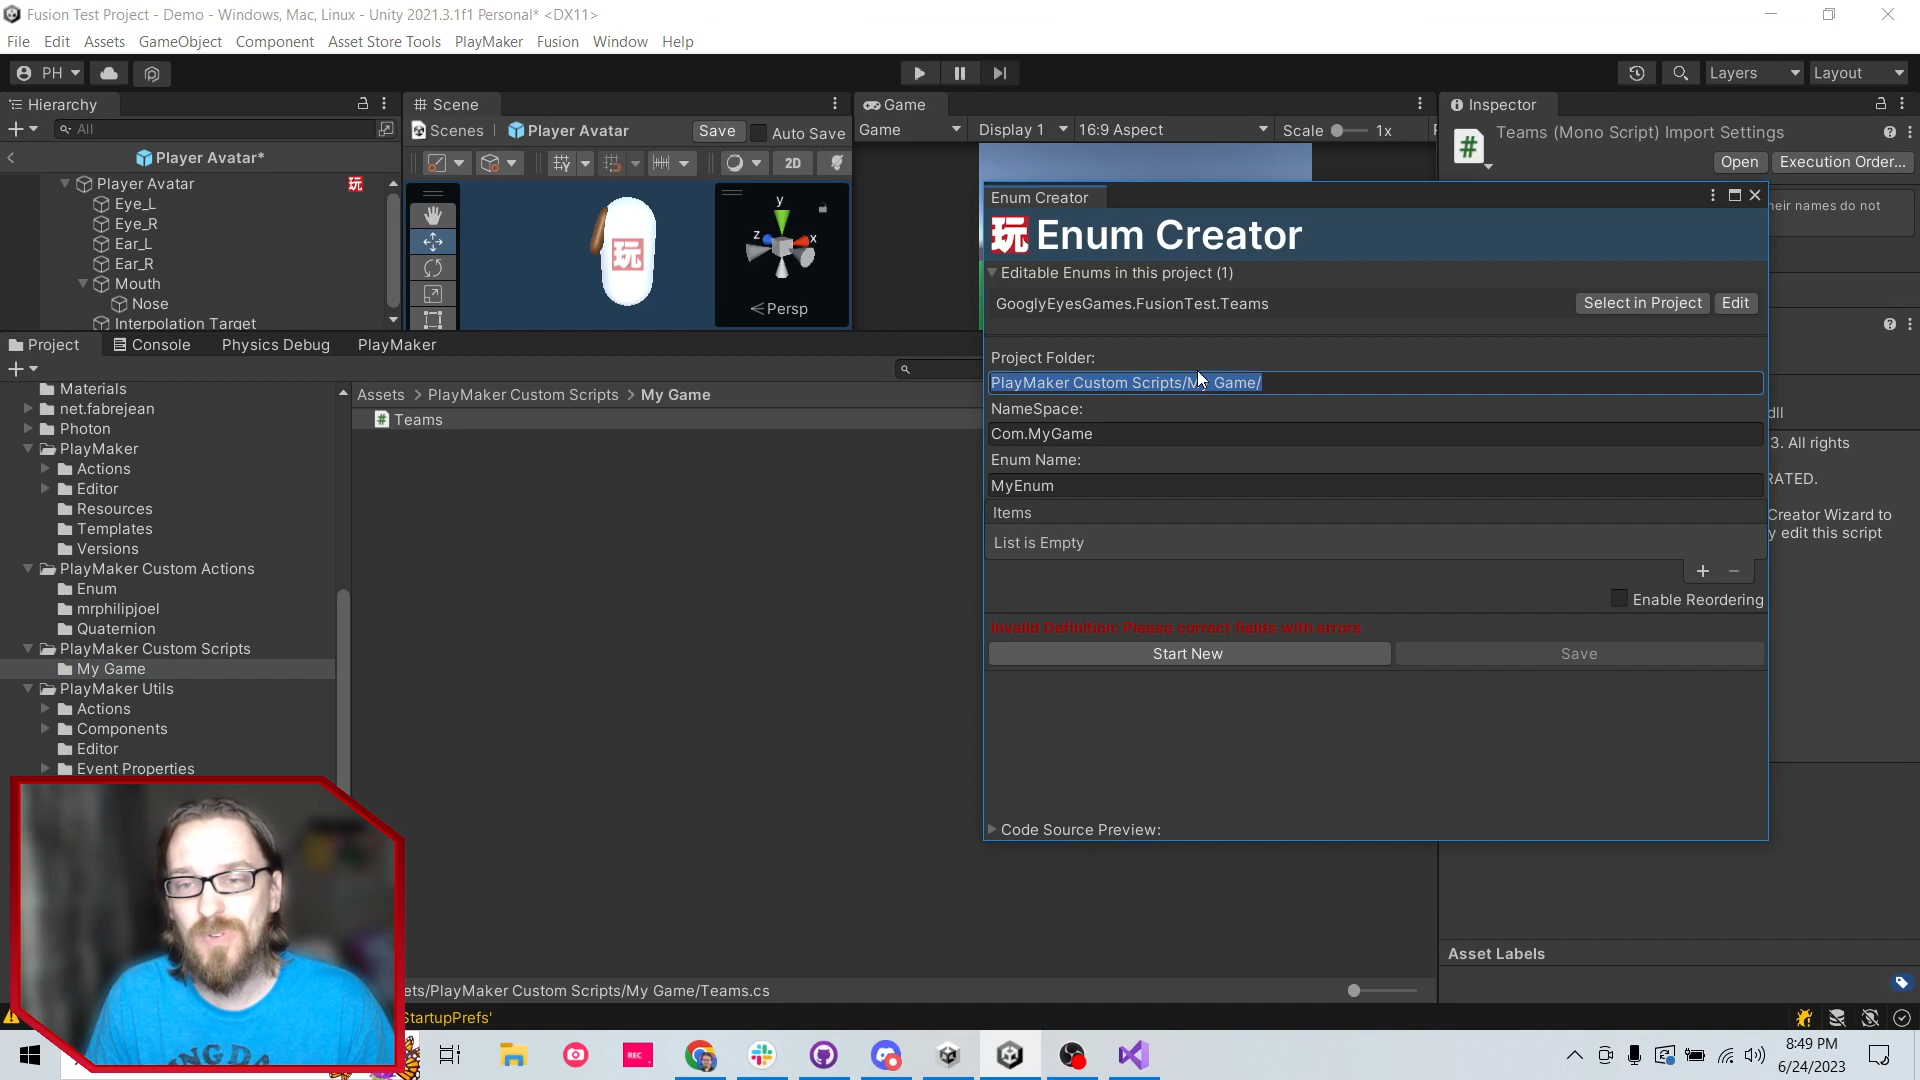 Fusion Test Project - Demo - Windows, Mac, Linux - Unity 2021.3.1f1 Personal* <DX11>
File Edit Assets GameObject Component Asset Store Tools PlayMaker Fusion Window Help
PH Layers Layout
Hierarchy
All
Player Avatar*
Player Avatar 玩
Eye_L
Eye_R
Ear_L
Ear_R
Mouth
Nose
Interpolation Target
Scene
Scenes Player Avatar Save Auto Save
2D
玩
y
z x
Persp
Game
Game Display 1 16:9 Aspect Scale 1x
Inspector
Teams (Mono Script) Import Settings
Open Execution Order...
heir names do not
dll
3. All rights
RATED.
Creator Wizard to
y edit this script
Asset Labels
Enum Creator
玩 Enum Creator
Editable Enums in this project (1)
GooglyEyesGames.FusionTest.Teams Select in Project Edit
Project Folder:
PlayMaker Custom Scripts/My Game/
NameSpace:
Com.MyGame
Enum Name:
MyEnum
Items
List is Empty
+ −
Enable Reordering
Invalid Definition: Please correct fields with errors
Start New Save
Code Source Preview:
Project Console Physics Debug PlayMaker
Materials
net.fabrejean
Photon
PlayMaker
Actions
Editor
Resources
Templates
Versions
PlayMaker Custom Actions
Enum
mrphilipjoel
Quaternion
PlayMaker Custom Scripts
My Game
PlayMaker Utils
Actions
Components
Editor
Event Properties
Assets > PlayMaker Custom Scripts > My Game
# Teams
ets/PlayMaker Custom Scripts/My Game/Teams.cs
StartupPrefs'
REC
8:49 PM
6/24/2023